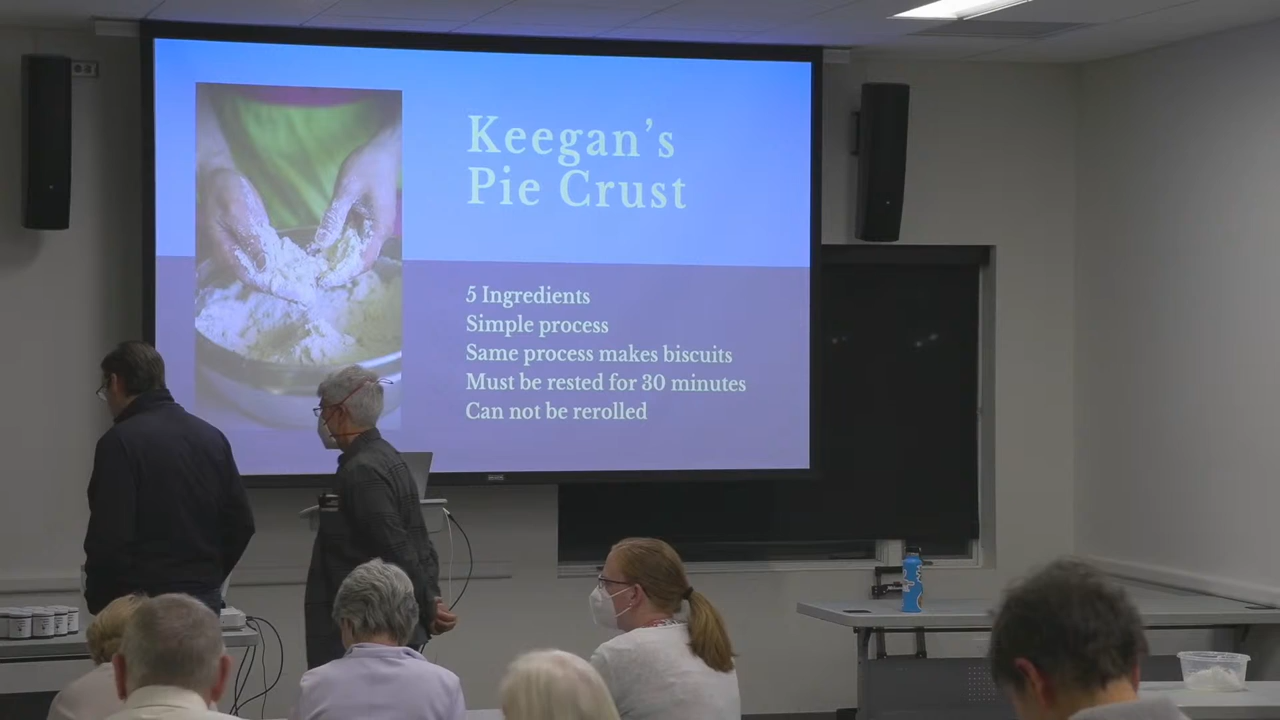 Keegan's
Pie Crust
5 Ingredients
Simple process
Same process makes biscuits
Must be rested for 30 minutes
Can not be rerolled